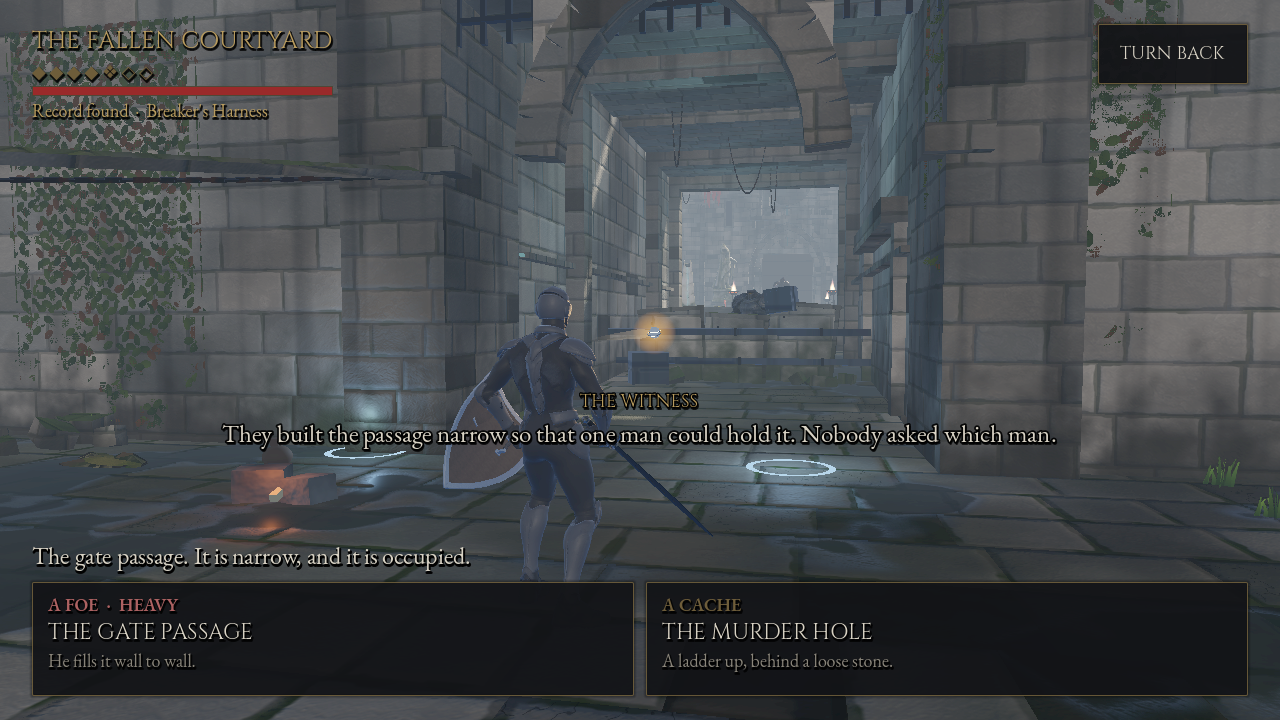 THE FALLEN COURTYARD
TURN BACK
Record found · Breaker's Harness
THE WITNESS
They built the passage narrow so that one man could hold it. Nobody asked which man.
The gate passage. It is narrow, and it is occupied.
A FOE · HEAVY
THE GATE PASSAGE
He fills it wall to wall.
A CACHE
THE MURDER HOLE
A ladder up, behind a loose stone.